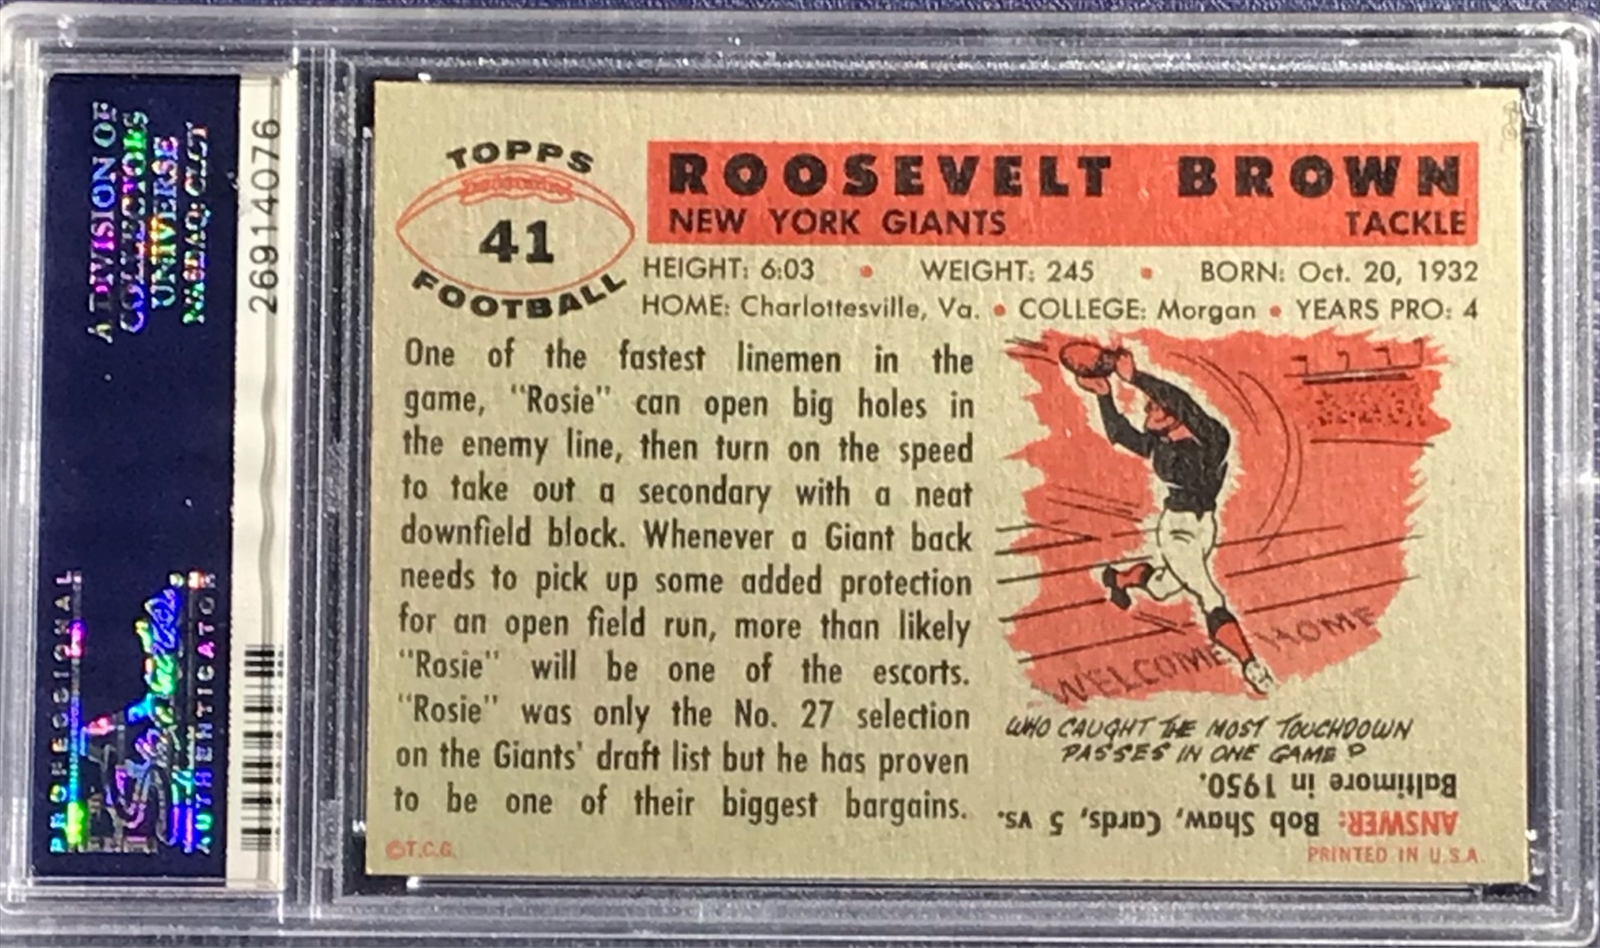 A DIVISION OF
COLLECTORS
UNIVERSE
NASDAQ: CLCT
PROFESSIONAL
AUTHENTICATOR
26914076
TOPPS
41
FOOTBALL
ROOSEVELT BROWN
NEW YORK GIANTS TACKLE
HEIGHT: 6:03 • WEIGHT: 245 • BORN: Oct. 20, 1932
HOME: Charlottesville, Va. • COLLEGE: Morgan • YEARS PRO: 4
One of the fastest linemen in the
game, "Rosie" can open big holes in
the enemy line, then turn on the speed
to take out a secondary with a neat
downfield block. Whenever a Giant back
needs to pick up some added protection
for an open field run, more than likely
"Rosie" will be one of the escorts.
"Rosie" was only the No. 27 selection
on the Giants' draft list but he has proven
to be one of their biggest bargains.
©T.C.G.
WELCOME HOME
WHO CAUGHT THE MOST TOUCHDOWN
PASSES IN ONE GAME?
ANSWER: Bob Shaw, Cards, 5 vs.
Baltimore in 1950.
PRINTED IN U.S.A.